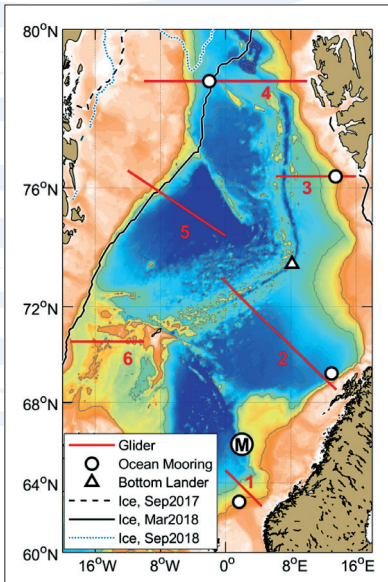 80°N
4
76°N
3
5
72°N
2
6
68°N
M
Glider
1
Ocean Mooring
Bottom Lander
64°N
Ice, Sep2017
Ice, Mar2018
Ice, Sep2018
60°N
16°W 8°W 0° 8°E 16°E